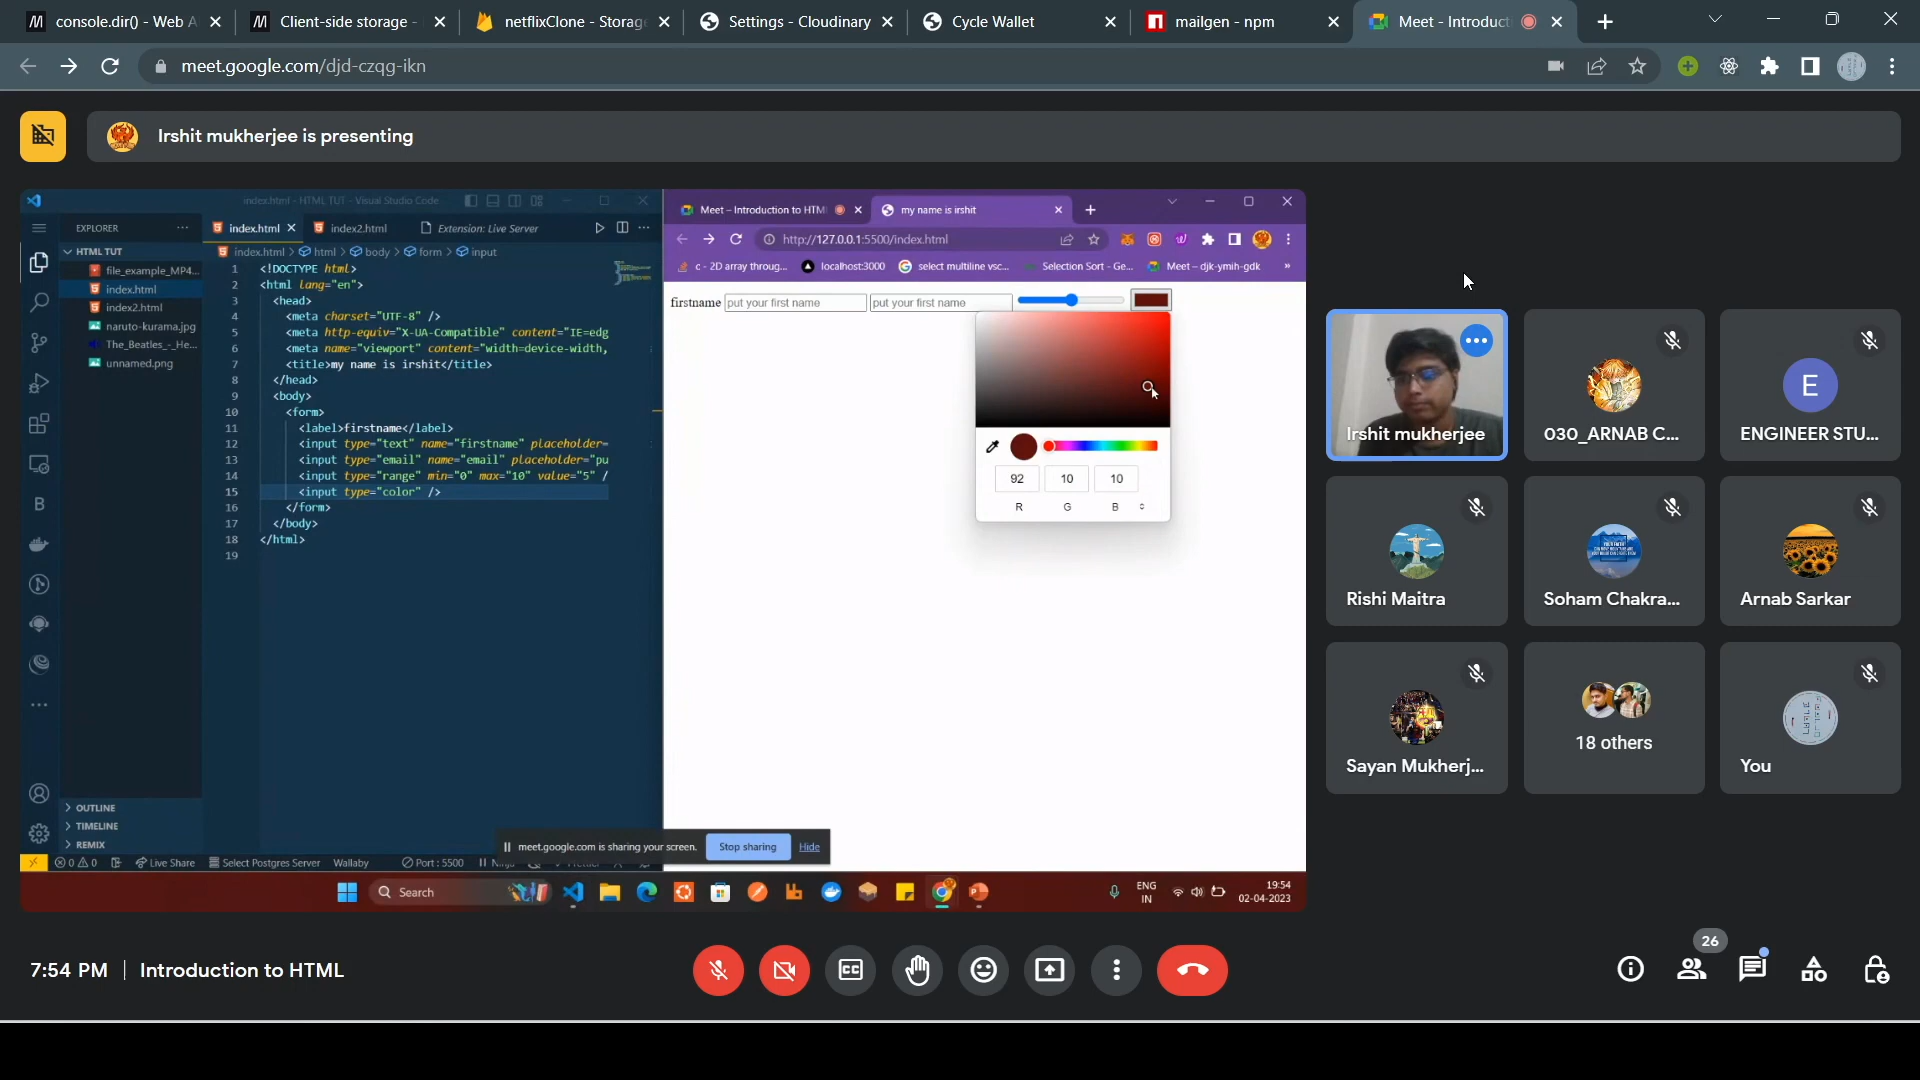 console.dir() - Web A
Client-side storage -
netflixClone - Storage
Settings - Cloudinary
Cycle Wallet
mailgen - npm
Meet - Introduct
meet.google.com/djd-czqg-ikn
Irshit mukherjee is presenting
index.html - HTML TUT - Visual Studio Code
EXPLORER
index.html
index2.html
Extension: Live Server
HTML TUT
file_example_MP4...
index.html
index2.html
naruto-kurama.jpg
The_Beatles_-_He...
unnamed.png
OUTLINE
TIMELINE
REMIX
index.html > html > body > form > input
1 <!DOCTYPE html>
2 <html lang="en">
3 <head>
4 <meta charset="UTF-8" />
5 <meta http-equiv="X-UA-Compatible" content="IE=edg
6 <meta name="viewport" content="width=device-width,
7 <title>my name is irshit</title>
8 </head>
9 <body>
10 <form>
11 <label>firstname</label>
12 <input type="text" name="firstname" placeholder=
13 <input type="email" name="email" placeholder="pu
14 <input type="range" min="0" max="10" value="5" /
15 <input type="color" />
16 </form>
17 </body>
18 </html>
19
0 0 Live Share Select Postgres Server Wallaby Port : 5500
Meet – Introduction to HTM
my name is irshit
http://127.0.0.1:5500/index.html
c - 2D array throug...
localhost:3000
select multiline vsc...
Selection Sort - Ge...
Meet – djk-ymih-gdk
»
firstname put your first name put your first name
92 10 10
R G B
meet.google.com is sharing your screen. Stop sharing Hide
Search
ENG
IN
19:54
02-04-2023
Irshit mukherjee
030_ARNAB C...
E
ENGINEER STU...
Rishi Maitra
Soham Chakra...
Arnab Sarkar
Sayan Mukherj...
18 others
You
7:54 PM | Introduction to HTML
26